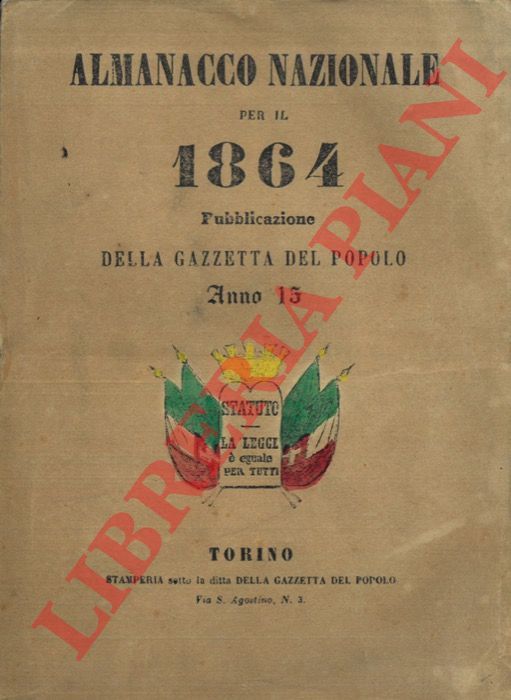 ALMANACCO NAZIONALE
PER IL
1864
Pubblicazione
DELLA GAZZETTA DEL POPOLO
Anno 15
STATUTO
LA LEGGE
è eguale
PER TUTTI
TORINO
STAMPERIA sotto la ditta DELLA GAZZETTA DEL POPOLO
Via S. Agostino, N. 3.
LIBRERIA PIANI